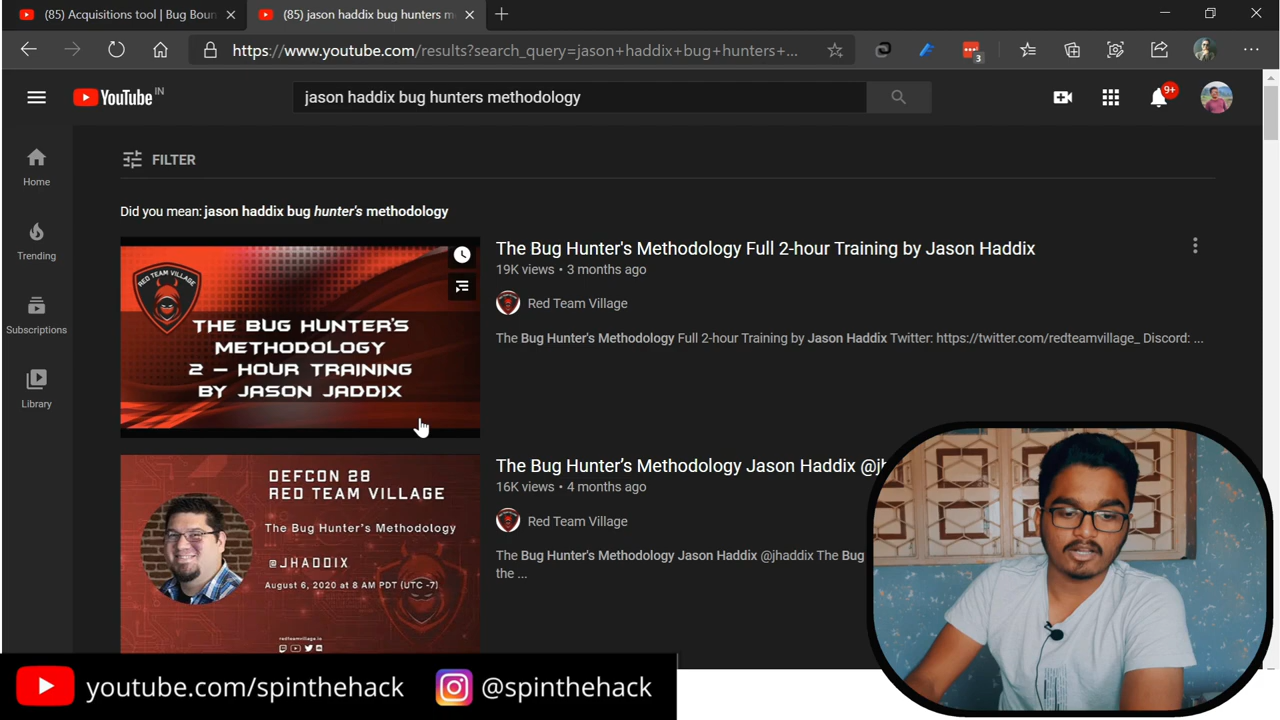 (85) Acquisitions tool | Bug Boun
(85) jason haddix bug hunters m
https://www.youtube.com/results?search_query=jason+haddix+bug+hunters+...
3
YouTube IN
jason haddix bug hunters methodology
9+
Home
Trending
Subscriptions
Library
FILTER
Did you mean: jason haddix bug hunter's methodology
RED TEAM VILLAGE
THE BUG HUNTER'S
METHODOLOGY
2 - HOUR TRAINING
BY JASON JADDIX
The Bug Hunter's Methodology Full 2-hour Training by Jason Haddix
19K views • 3 months ago
Red Team Village
The Bug Hunter's Methodology Full 2-hour Training by Jason Haddix Twitter: https://twitter.com/redteamvillage_ Discord: ...
DEFCON 28
RED TEAM VILLAGE
The Bug Hunter's Methodology
@JHADDIX
August 6, 2020 at 8 AM PDT (UTC -7)
redteamvillage.io
The Bug Hunter's Methodology Jason Haddix @jh
16K views • 4 months ago
Red Team Village
The Bug Hunter's Methodology Jason Haddix @jhaddix The Bug
the ...
youtube.com/spinthehack
@spinthehack